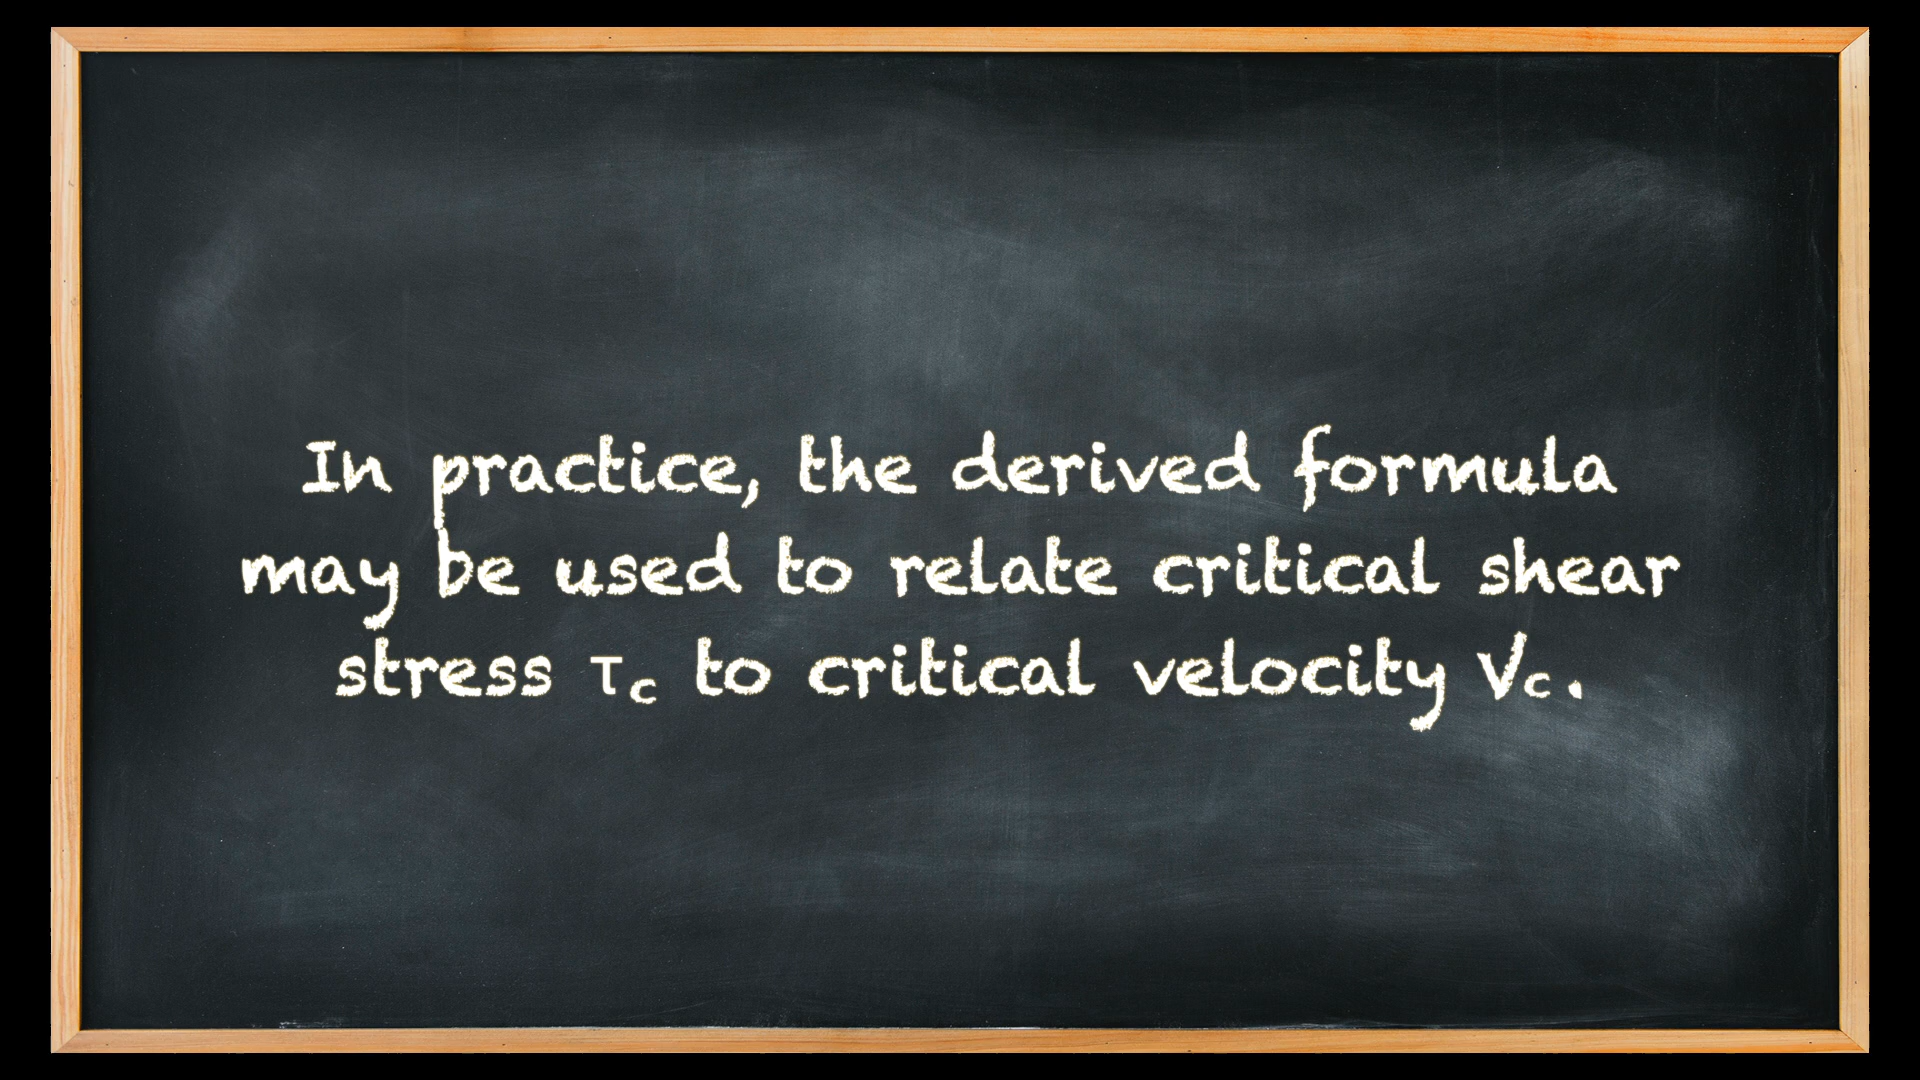 In practice, the derived formula
may be used to relate critical shear
stress τc to critical velocity Vc.